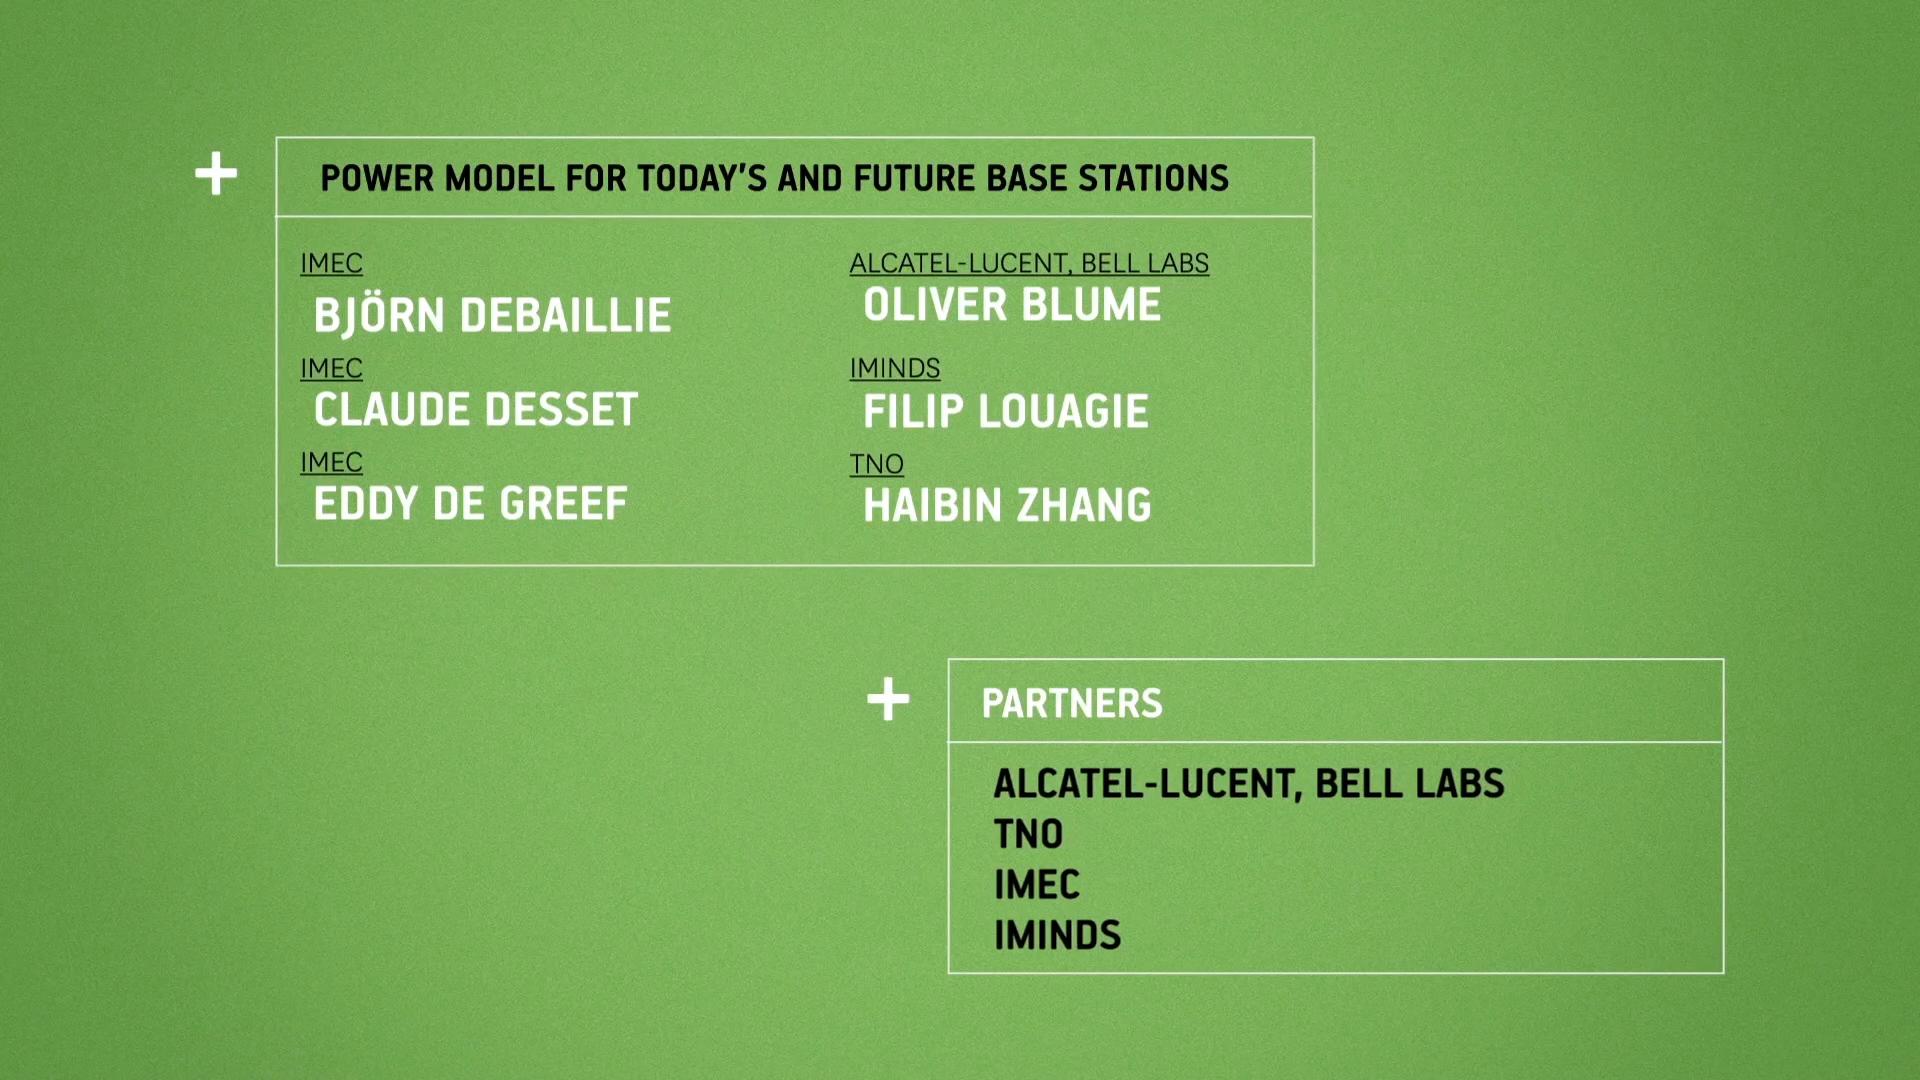 POWER MODEL FOR TODAY'S AND FUTURE BASE STATIONS
IMEC
BJÖRN DEBAILLIE
IMEC
CLAUDE DESSET
IMEC
EDDY DE GREEF
ALCATEL-LUCENT, BELL LABS
OLIVER BLUME
IMINDS
FILIP LOUAGIE
TNO
HAIBIN ZHANG
PARTNERS
ALCATEL-LUCENT, BELL LABS
TNO
IMEC
IMINDS